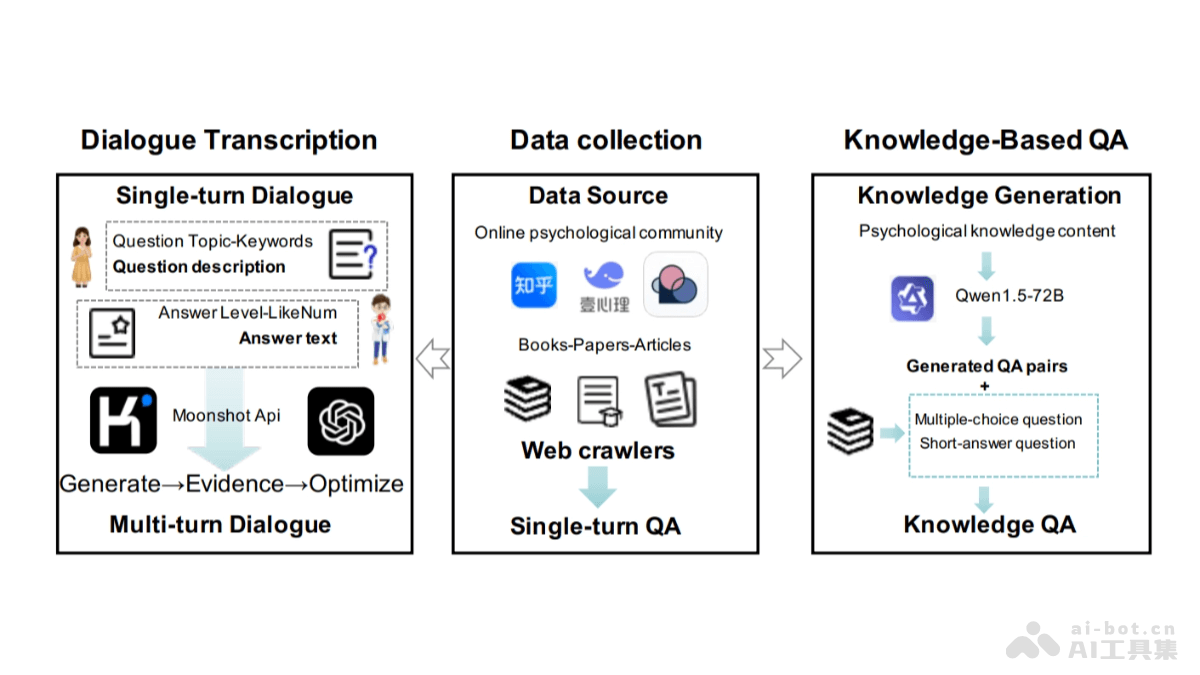 Dialogue Transcription
Single-turn Dialogue
Question Topic-Keywords
Question description
?
Answer Level-LikeNum
Answer text
Moonshot Api
Generate→Evidence→Optimize
Multi-turn Dialogue
Data collection
Data Source
Online psychological community
知乎
壹心理
Books-Papers-Articles
Web crawlers
Single-turn QA
Knowledge-Based QA
Knowledge Generation
Psychological knowledge content
Qwen1.5-72B
Generated QA pairs
+
Multiple-choice question
Short-answer question
Knowledge QA
ai-bot.cn
AI工具集